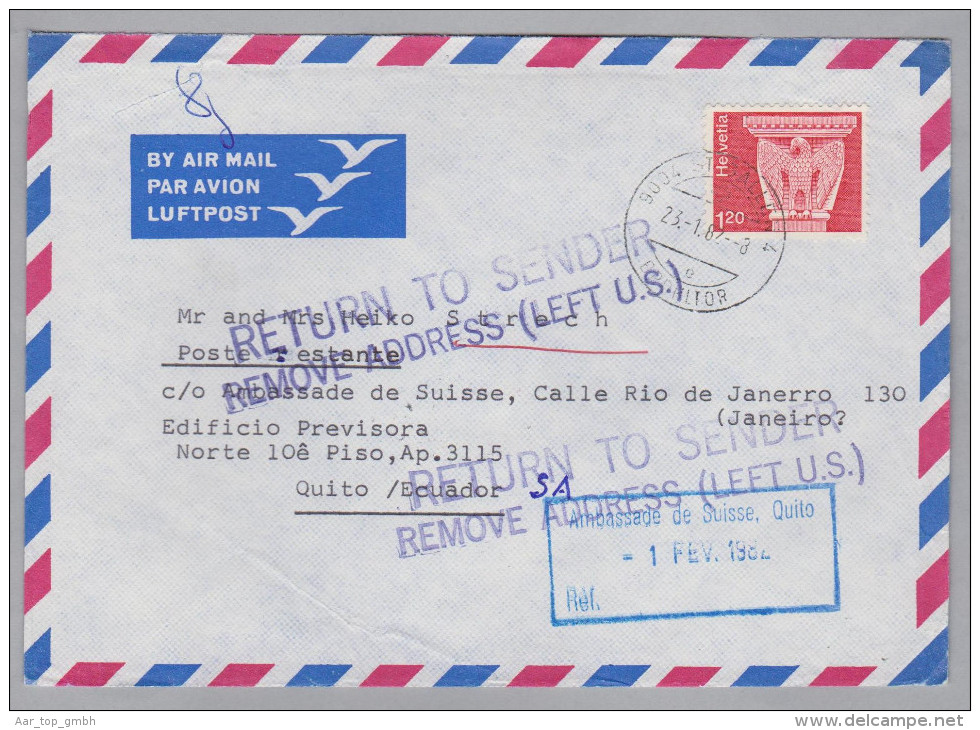 BY AIR MAIL
PAR AVION
LUFTPOST
Helvetia
1.20
23.-1.82.-8
e
RETURN TO SENDER
REMOVE ADDRESS (LEFT U.S.)
Mr and Mrs Heiko Strech
Poste restante
c/o Ambassade de Suisse, Calle Rio de Janerro 130
(Janeiro?
Edificio Previsora
Norte 10ê Piso,Ap.3115
Quito /Ecuador SA
RETURN TO SENDER
REMOVE ADDRESS (LEFT U.S.)
Ambassade de Suisse, Quito
- 1 FEV. 1982
Réf.
Aar_top_gmbh
www.delcampe.net